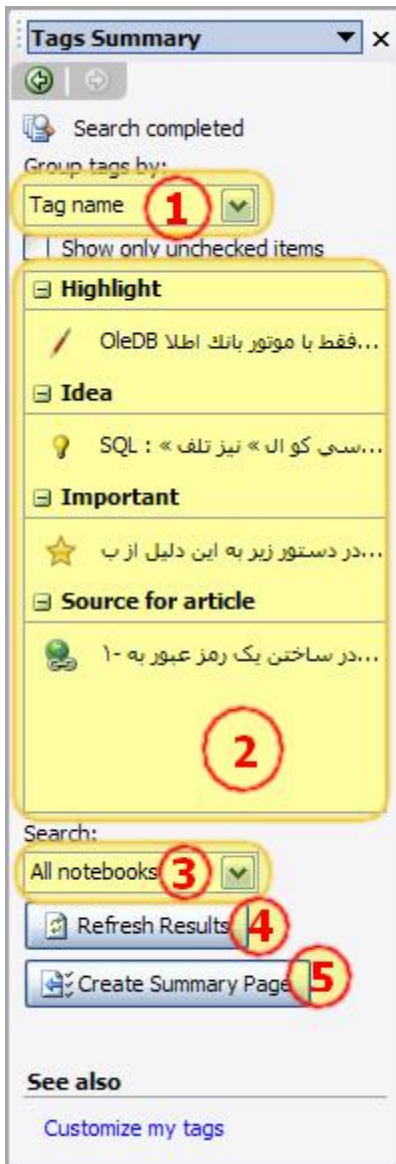 Tags Summary
Search completed
Group tags by:
Tag name 1
Show only unchecked items
Highlight
فقط با موتور بانك اطلا OleDB...
Idea
سی کو ال » نیز تلف » : SQL...
Important
در دستور زیر به این دلیل از ب...
Source for article
در ساختن یک رمز عبور به -۱...
2
Search:
All notebooks 3
Refresh Results 4
Create Summary Page 5
See also
Customize my tags